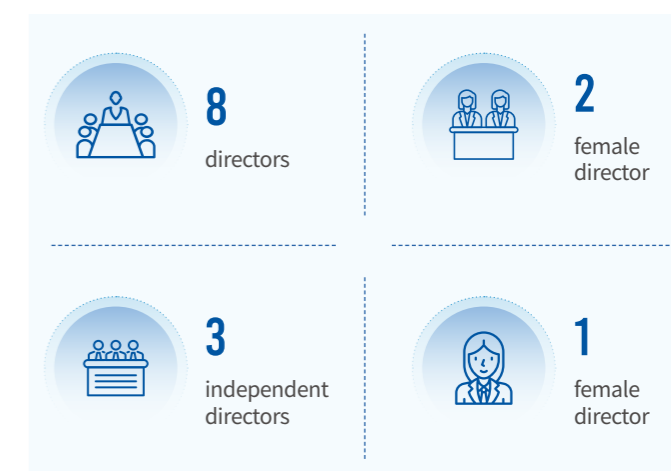 8
directors
2
female
director
3
independent
directors
1
female
director